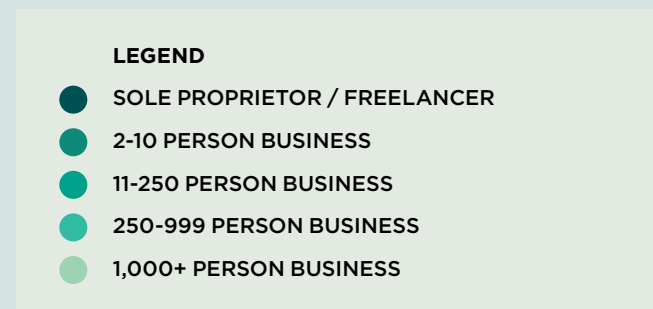 LEGEND
SOLE PROPRIETOR / FREELANCER
2-10 PERSON BUSINESS
11-250 PERSON BUSINESS
250-999 PERSON BUSINESS
1,000+ PERSON BUSINESS